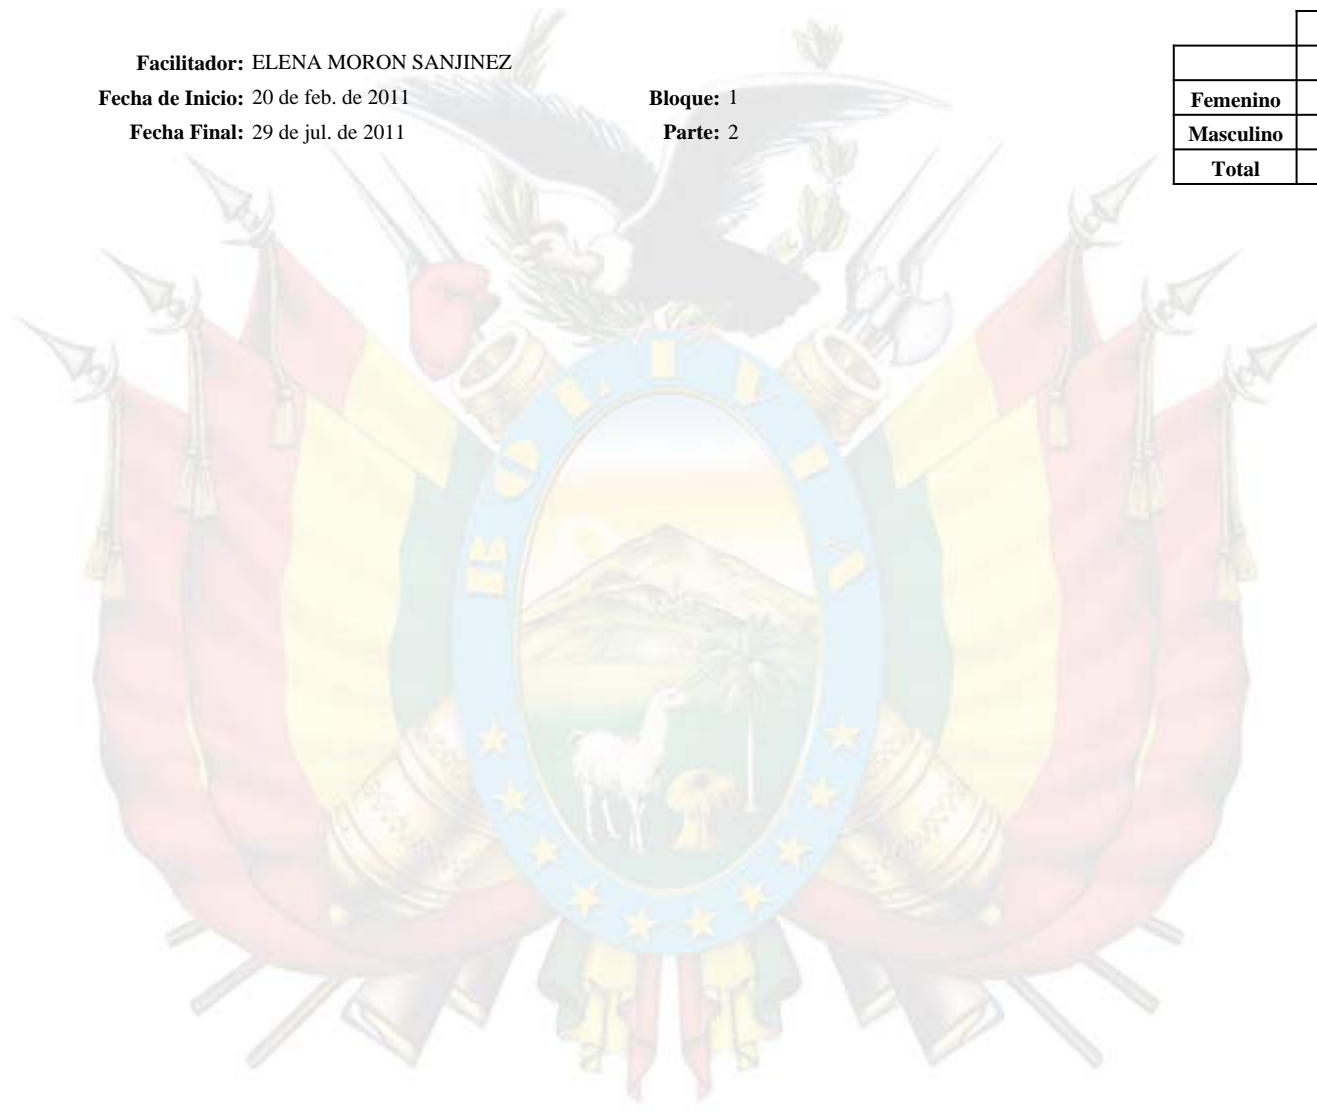 Facilitador: ELENA MORON SANJINEZ
Fecha de Inicio: 20 de feb. de 2011 Bloque: 1
Fecha Final: 29 de jul. de 2011 Parte: 2
Femenino
Masculino
Total
BOLIVIA